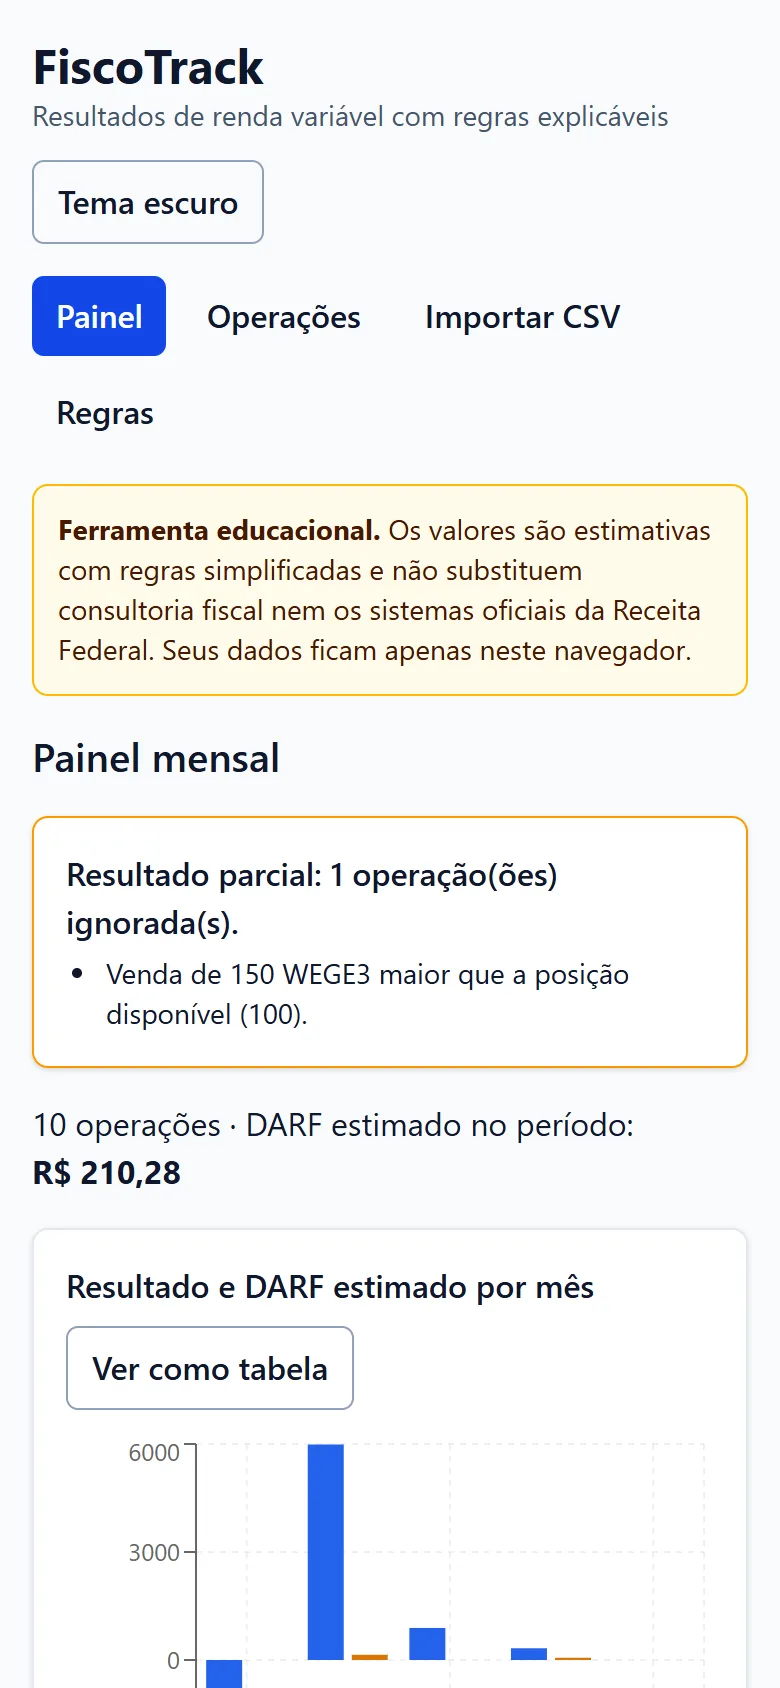 FiscoTrack
Resultados de renda variável com regras explicáveis
Tema escuro
Painel
Operações
Importar CSV
Regras
Ferramenta educacional. Os valores são estimativas
com regras simplificadas e não substituem
consultoria fiscal nem os sistemas oficiais da Receita
Federal. Seus dados ficam apenas neste navegador.
Painel mensal
Resultado parcial: 1 operação(ões)
ignorada(s).
Venda de 150 WEGE3 maior que a posição
disponível (100).
10 operações · DARF estimado no período:
R$ 210,28
Resultado e DARF estimado por mês
Ver como tabela
6000
3000
0